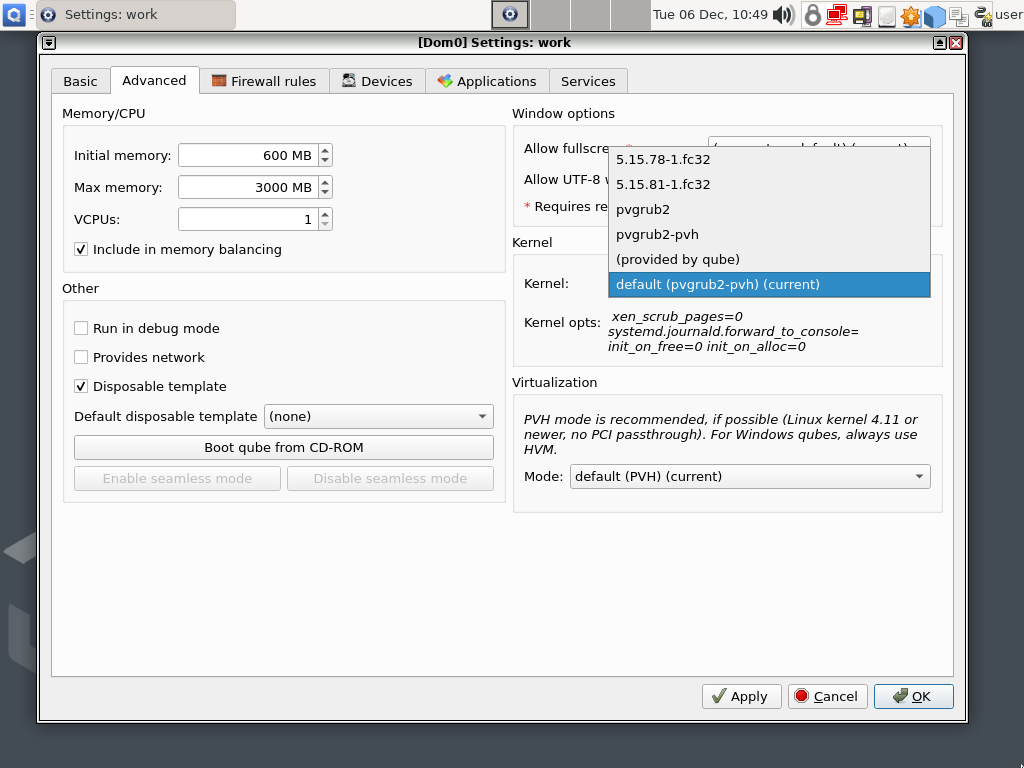 Settings: work
Tue 06 Dec, 10:49
user
[Dom0] Settings: work
Basic
Advanced
Firewall rules
Devices
Applications
Services
Memory/CPU
Initial memory: 600 MB
Max memory: 3000 MB
VCPUs: 1
Include in memory balancing
Other
Run in debug mode
Provides network
Disposable template
Default disposable template (none)
Boot qube from CD-ROM
Enable seamless mode
Disable seamless mode
Window options
Allow fullscre
Allow UTF-8
* Requires re
Kernel
Kernel:
5.15.78-1.fc32
5.15.81-1.fc32
pvgrub2
pvgrub2-pvh
(provided by qube)
default (pvgrub2-pvh) (current)
Kernel opts: xen_scrub_pages=0
systemd.journald.forward_to_console=
init_on_free=0 init_on_alloc=0
Virtualization
PVH mode is recommended, if possible (Linux kernel 4.11 or
newer, no PCI passthrough). For Windows qubes, always use
HVM.
Mode: default (PVH) (current)
Apply
Cancel
OK